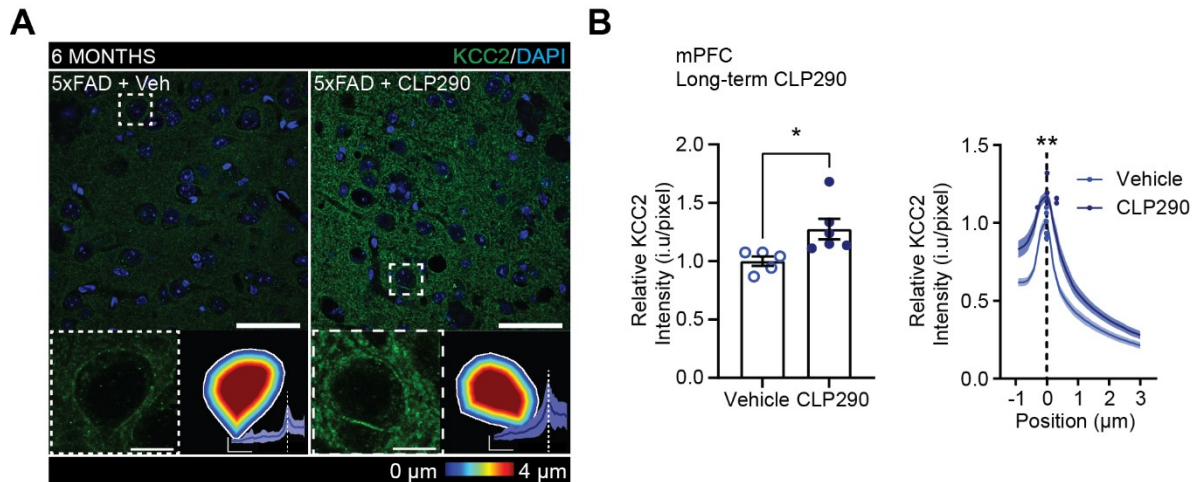 A
6 MONTHS KCC2/DAPI
5xFAD + Veh 5xFAD + CLP290
0 µm 4 µm
B
mPFC
Long-term CLP290
Relative KCC2
Intensity (i.u/pixel)
2.0
1.5
1.0
0.5
0.0
*
Vehicle CLP290
Relative KCC2
Intensity (i.u/pixel)
1.5
1.0
0.5
0.0
**
Vehicle
CLP290
-1 0 1 2 3
Position (µm)